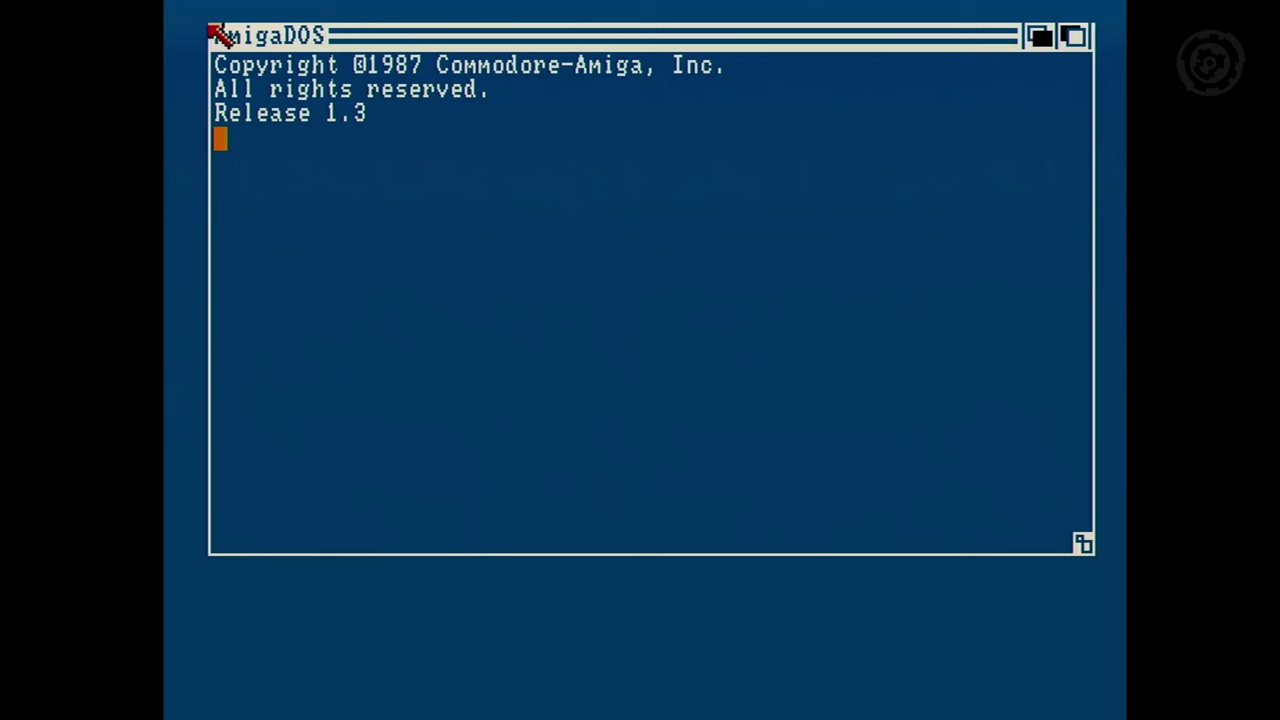 AmigaDOS
Copyright @1987 Commodore-Amiga, Inc.
All rights reserved.
Release 1.3